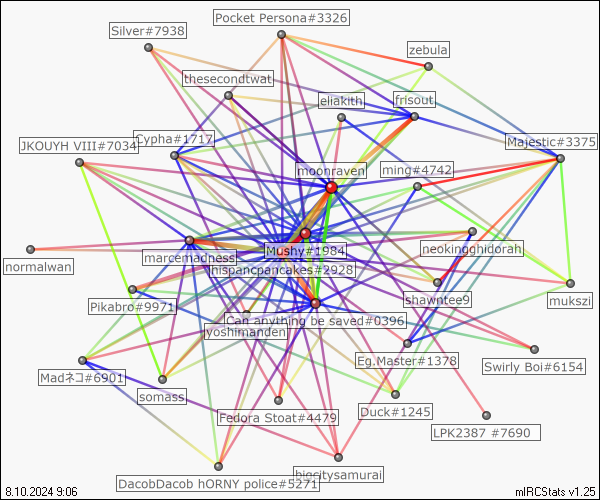 Pocket Persona#3326
Silver#7938
zebula
thesecondtwat
eliakith
frisout
Cypha#1717
Majestic#3375
JKOUYH VIII#7034
moonraven
ming#4742
Mushy#1984
neokingghidorah
marcemadness
normalwan
hispancpancakes#2928
shawntee9
mukszi
Pikabro#9971
Can anything be saved#0396
yoshimanden
Eg.Master#1378
Swirly Boi#6154
Madネコ#6901
somass
Fedora Stoat#4479
Duck#1245
LPK2387 #7690
bigcitysamurai
DacobDacob hORNY police#5271
8.10.2024 9:06
mIRCStats v1.25